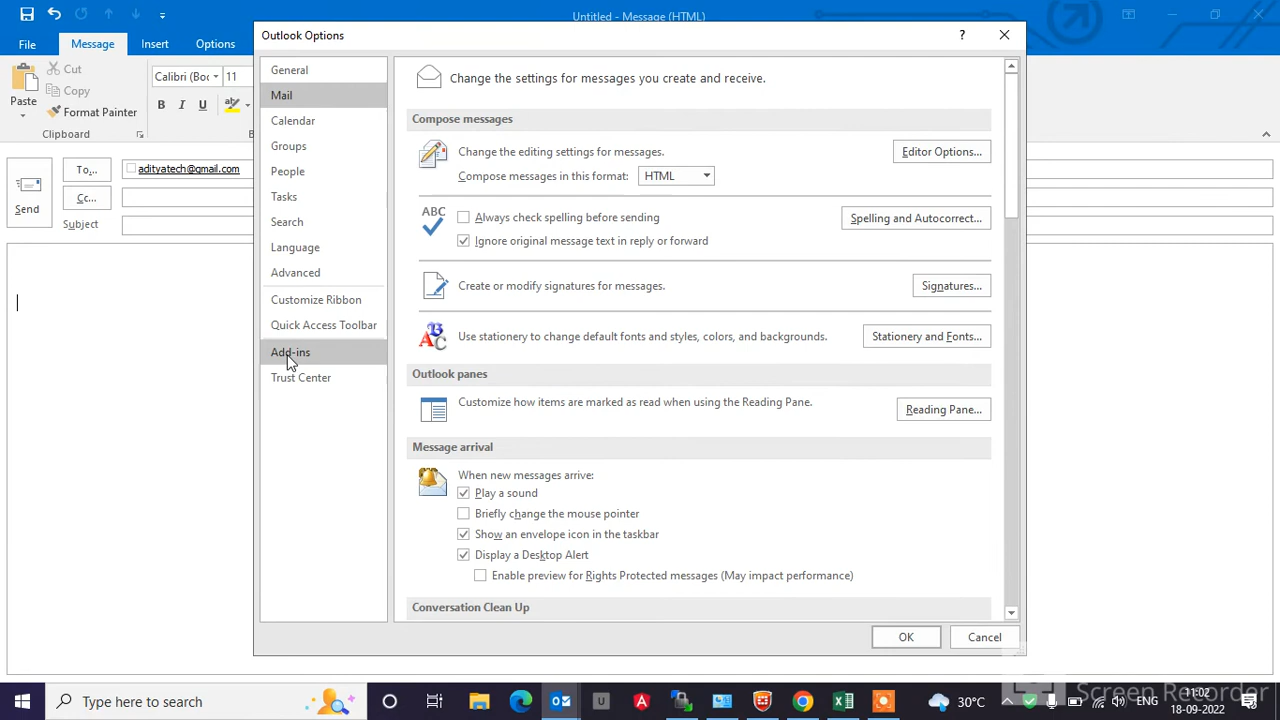 Untitled - Message (HTML)
File Message Insert Options
Paste
Cut
Copy
Format Painter
Clipboard
Calibri (Boc 11
B I U ab
To... adityatech@gmail.com
Cc...
Send
Subject
Outlook Options
?
General
Mail
Calendar
Groups
People
Tasks
Search
Language
Advanced
Customize Ribbon
Quick Access Toolbar
Add-ins
Trust Center
Change the settings for messages you create and receive.
Compose messages
Change the editing settings for messages. Editor Options...
Compose messages in this format: HTML
ABC
Always check spelling before sending Spelling and Autocorrect...
Ignore original message text in reply or forward
Create or modify signatures for messages. Signatures...
Use stationery to change default fonts and styles, colors, and backgrounds. Stationery and Fonts...
Outlook panes
Customize how items are marked as read when using the Reading Pane. Reading Pane...
Message arrival
When new messages arrive:
Play a sound
Briefly change the mouse pointer
Show an envelope icon in the taskbar
Display a Desktop Alert
Enable preview for Rights Protected messages (May impact performance)
Conversation Clean Up
OK Cancel
Type here to search
30°C
11:02
18-09-2022
Screen Recorder